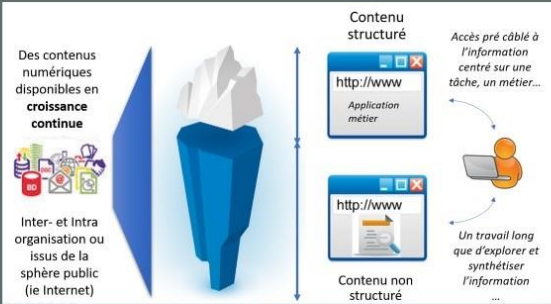 Des contenus
numériques
disponibles en
croissance
continue
DOC
BD
Inter- et Intra
organisation ou
issus de la
sphère public
(ie Internet)
Contenu
structuré
http://www
Application
métier
http://www
Contenu non
structuré
Accès pré câblé à
l'information
centré sur une
tâche, un métier...
Un travail long
que d'explorer et
synthétiser
l'information
...